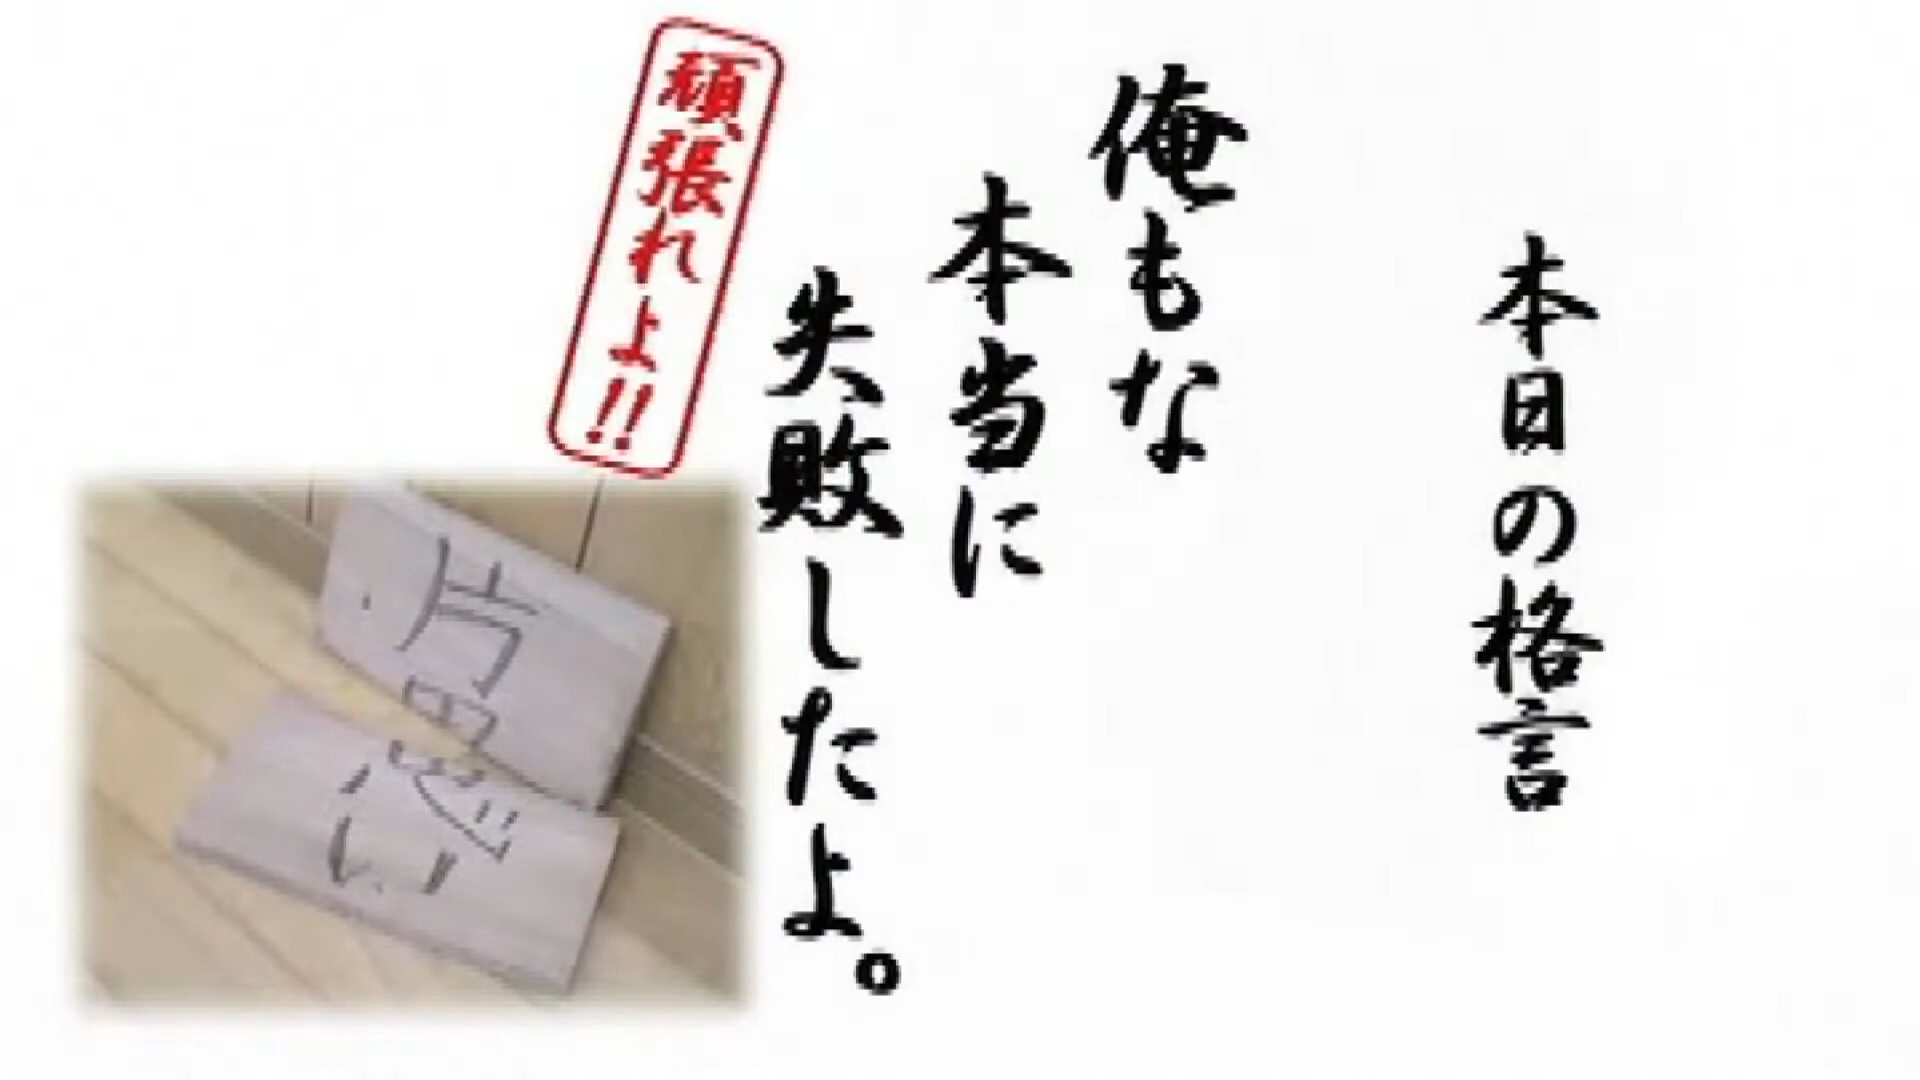 本日の格言
俺もな
本当に
失敗したよ。
頑張れよ!!
片思い